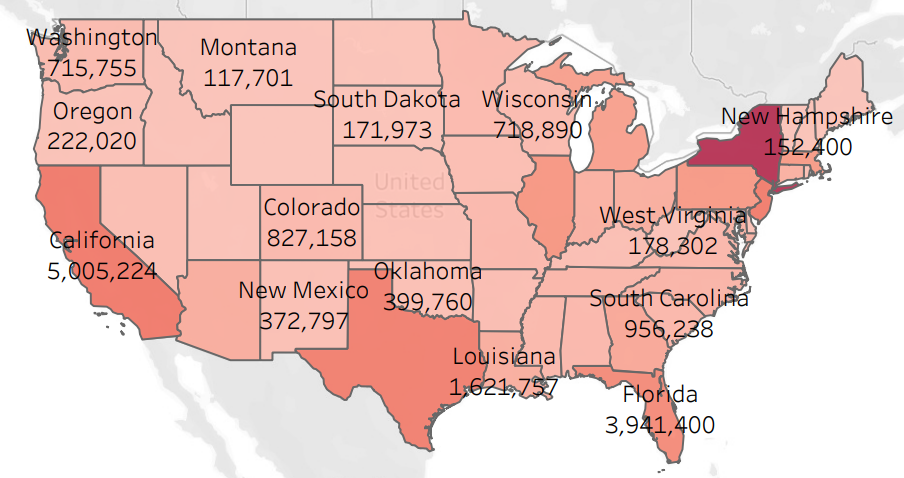 Washington
715,755
Montana
117,701
Oregon
222,020
South Dakota
171,973
Wisconsin
718,890
New Hampshire
152,400
United
States
Colorado
827,158
West Virginia
178,302
California
5,005,224
Oklahoma
399,760
New Mexico
372,797
South Carolina
956,238
Louisiana
1,621,757
Florida
3,941,400